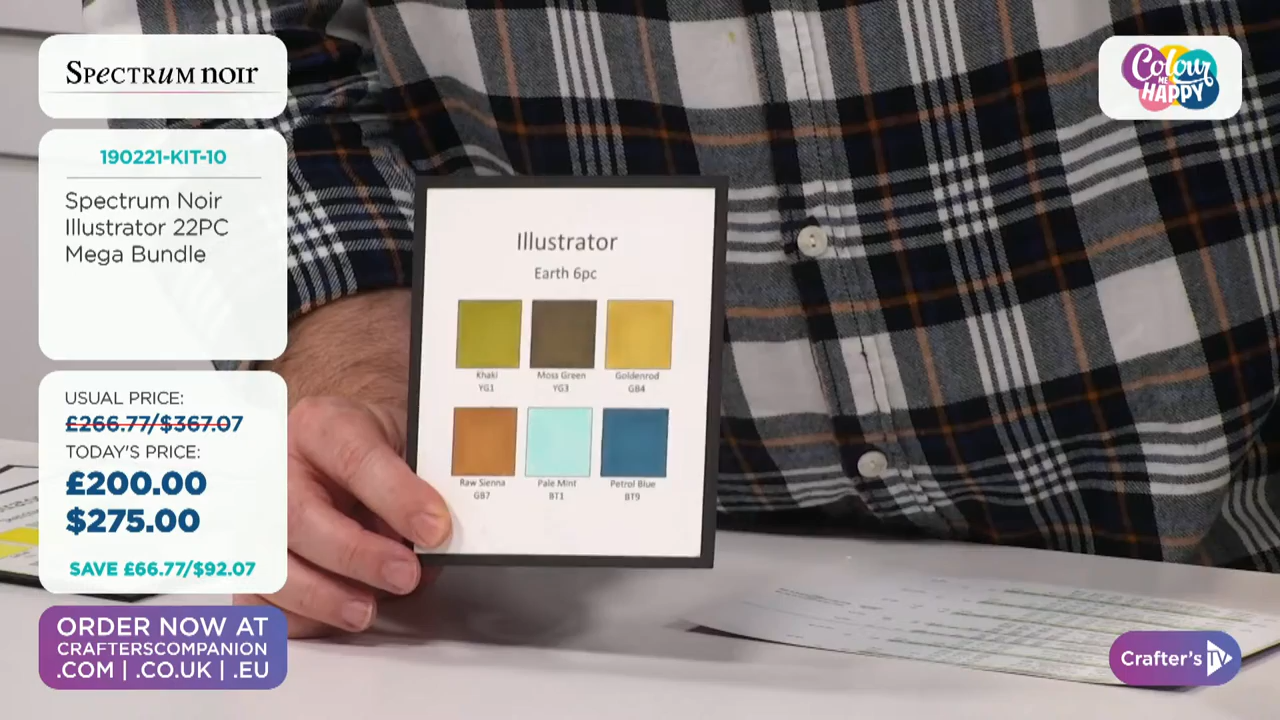 SPECTRUM noir
190221-KIT-10
Spectrum Noir
Illustrator 22PC
Mega Bundle
USUAL PRICE:
£266.77/$367.07
TODAY'S PRICE:
£200.00
$275.00
SAVE £66.77/$92.07
ORDER NOW AT
CRAFTERSCOMPANION
.COM | .CO.UK | .EU
Illustrator
Earth 6pc
Khaki Moss Green Goldenrod
YG1 YG3 GB4
Raw Sienna Pale Mint Petrol Blue
GB7 BT1 BT9
Colour
ME
HAPPY
Crafter's TV